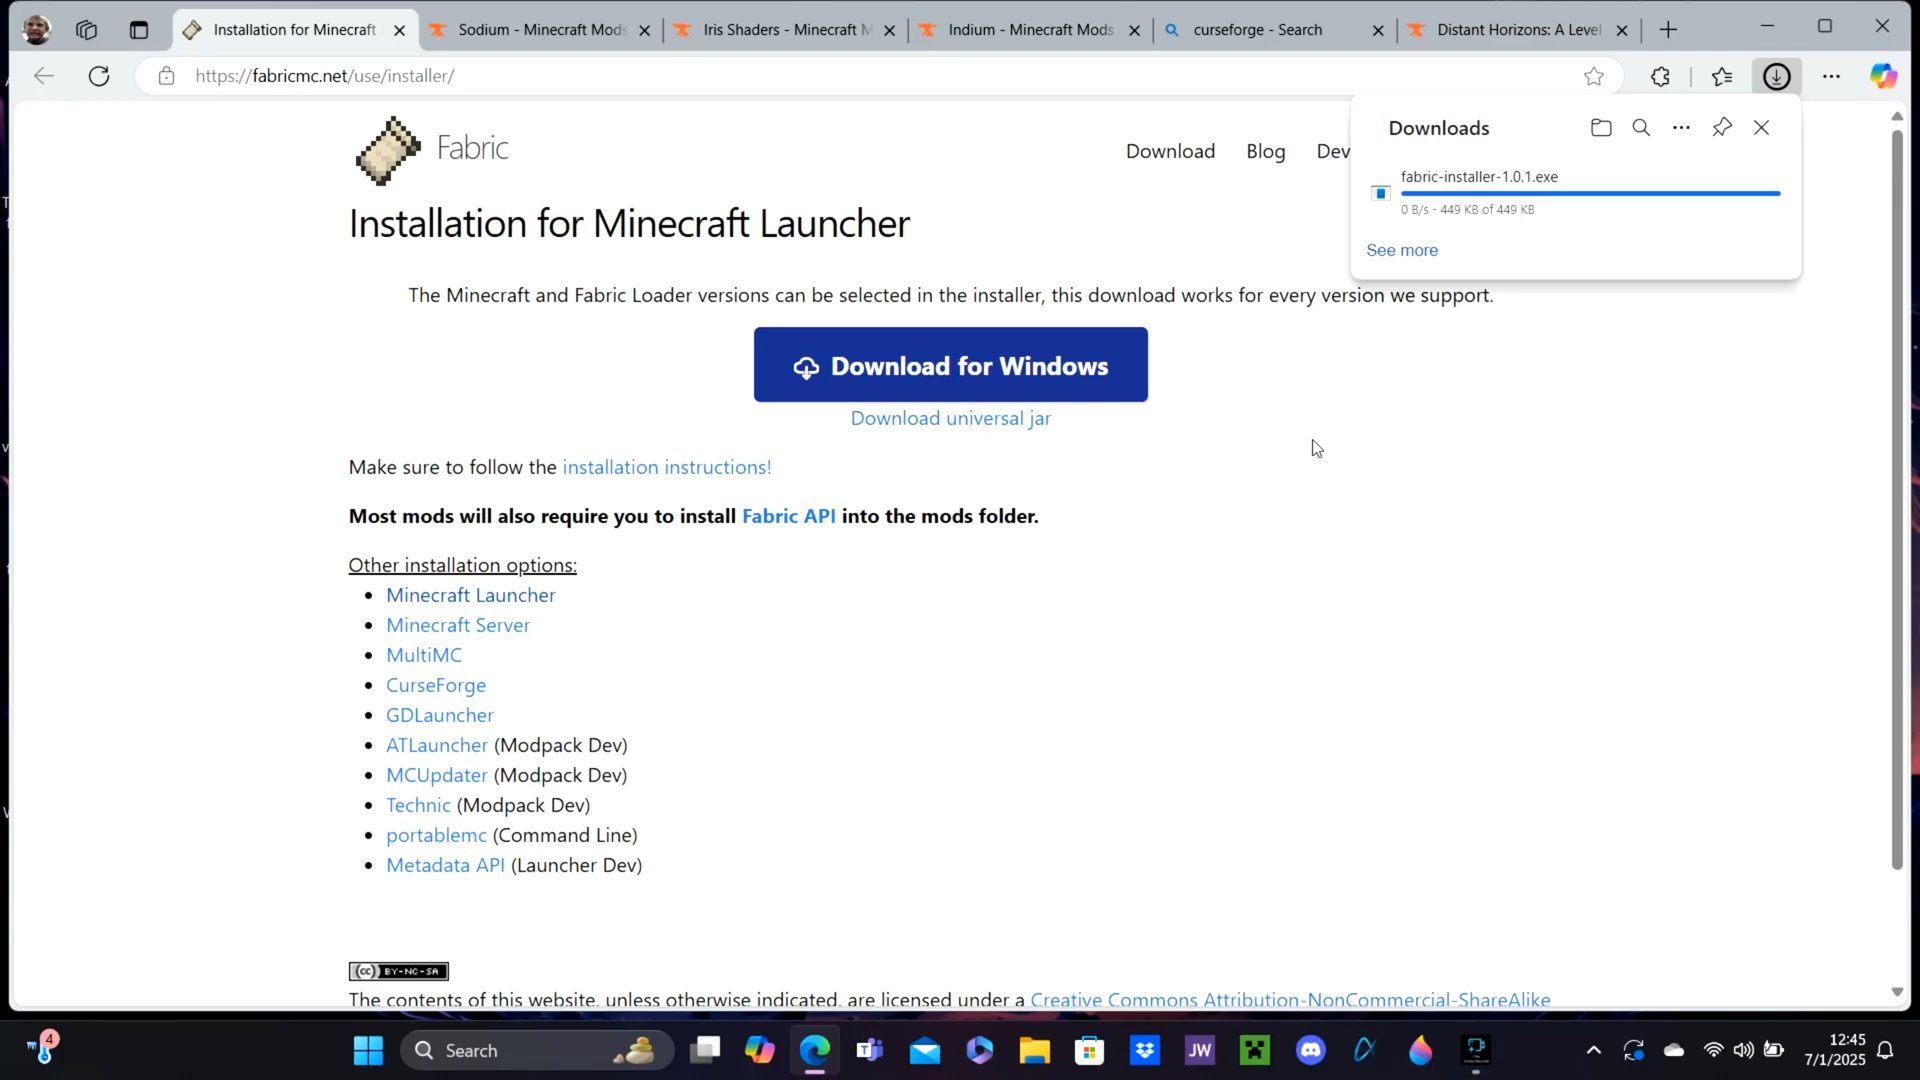 Installation for Minecraft
Sodium - Minecraft Mods
Iris Shaders - Minecraft M
Indium - Minecraft Mods
curseforge - Search
Distant Horizons: A Level
https://fabricmc.net/use/installer/
Fabric
Download
Blog
Dev
Downloads
fabric-installer-1.0.1.exe
0 B/s - 449 KB of 449 KB
See more
Installation for Minecraft Launcher
The Minecraft and Fabric Loader versions can be selected in the installer, this download works for every version we support.
Download for Windows
Download universal jar
Make sure to follow the installation instructions!
Most mods will also require you to install Fabric API into the mods folder.
Other installation options:
Minecraft Launcher
Minecraft Server
MultiMC
CurseForge
GDLauncher
ATLauncher (Modpack Dev)
MCUpdater (Modpack Dev)
Technic (Modpack Dev)
portablemc (Command Line)
Metadata API (Launcher Dev)
(cc) BY-NC-SA
The contents of this website, unless otherwise indicated, are licensed under a Creative Commons Attribution-NonCommercial-ShareAlike
4
Search
JW
12:45
7/1/2025